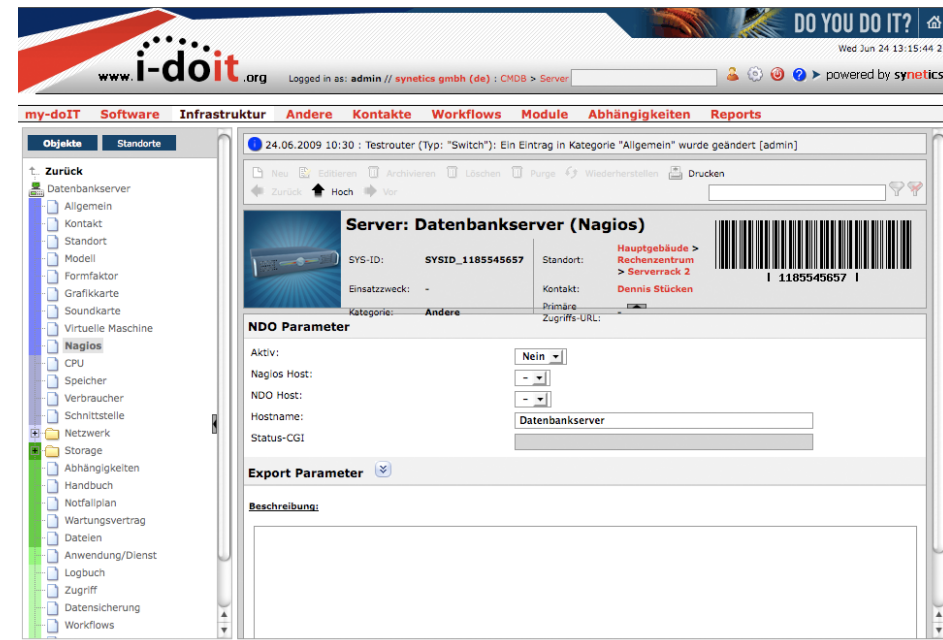 DO YOU DO IT?
Wed Jun 24 13:15:44 2
www.i-doit.org
Logged in as: admin // synetics gmbh (de) : CMDB > Server
powered by synetics
my-doIT Software Infrastruktur Andere Kontakte Workflows Module Abhängigkeiten Reports
Objekte Standorte
24.06.2009 10:30 : Testrouter (Typ: "Switch"): Ein Eintrag in Kategorie "Allgemein" wurde geändert [admin]
Neu Editieren Archivieren Löschen Purge Wiederherstellen Drucken
Zurück Hoch Vor
Zurück
Datenbankserver
Allgemein
Kontakt
Standort
Modell
Formfaktor
Grafikkarte
Soundkarte
Virtuelle Maschine
Nagios
CPU
Speicher
Verbraucher
Schnittstelle
Netzwerk
Storage
Abhängigkeiten
Handbuch
Notfallplan
Wartungsvertrag
Dateien
Anwendung/Dienst
Logbuch
Zugriff
Datensicherung
Workflows
Server: Datenbankserver (Nagios)
SYS-ID: SYSID_1185545657
Einsatzzweck: -
Kategorie: Andere
Standort: Hauptgebäude >
Rechenzentrum
> Serverrack 2
Kontakt: Dennis Stücken
Primäre
Zugriffs-URL: -
1185545657
NDO Parameter
Aktiv: Nein
Nagios Host: -
NDO Host: -
Hostname: Datenbankserver
Status-CGI
Export Parameter
Beschreibung: